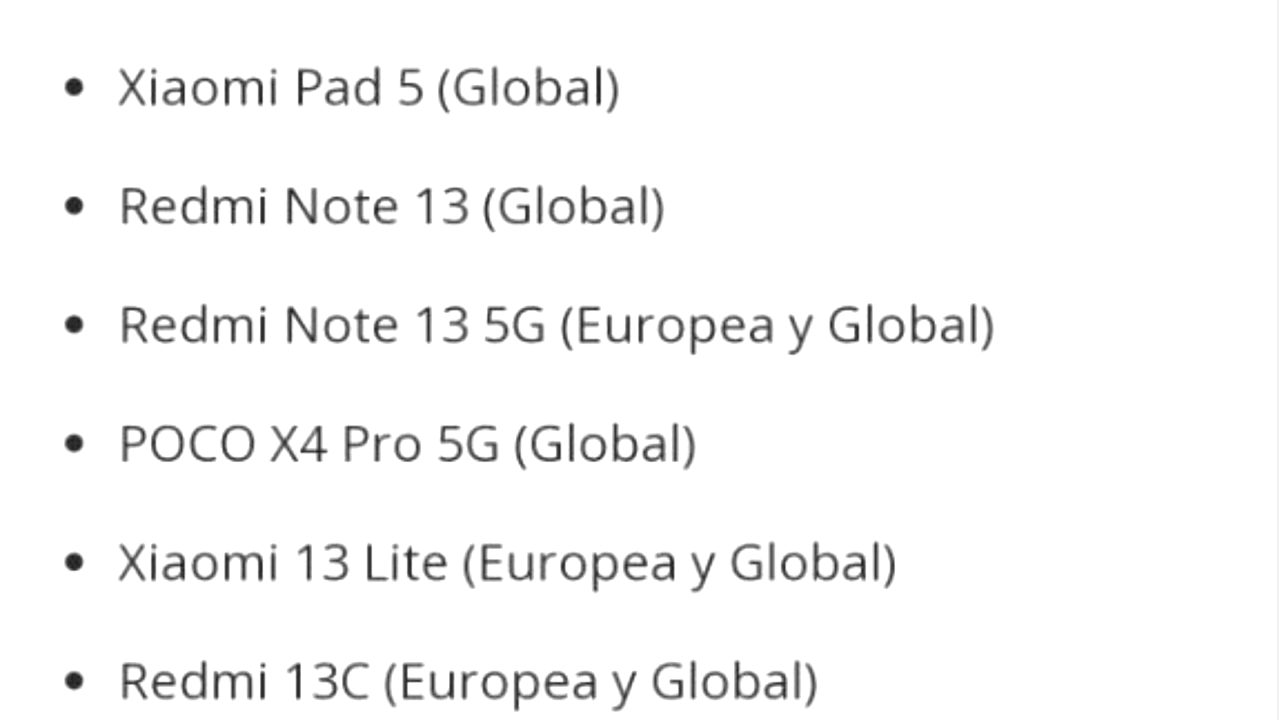 • Xiaomi Pad 5 (Global)
• Redmi Note 13 (Global)
• Redmi Note 13 5G (Europea y Global)
• POCO X4 Pro 5G (Global)
• Xiaomi 13 Lite (Europea y Global)
• Redmi 13C (Europea y Global)